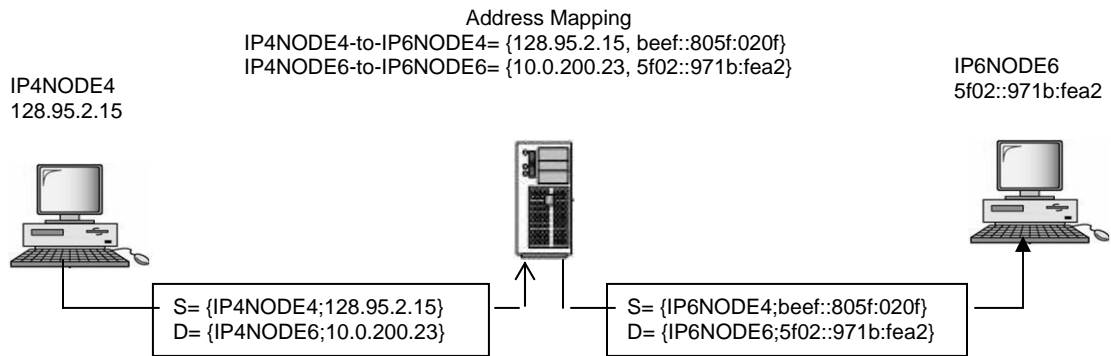 Address Mapping
IP4NODE4-to-IP6NODE4= {128.95.2.15, beef::805f:020f}
IP4NODE6-to-IP6NODE6= {10.0.200.23, 5f02::971b:fea2}
IP4NODE4
128.95.2.15
IP6NODE6
5f02::971b:fea2
S= {IP4NODE4;128.95.2.15}
D= {IP4NODE6;10.0.200.23}
S= {IP6NODE4;beef::805f:020f}
D= {IP6NODE6;5f02::971b:fea2}